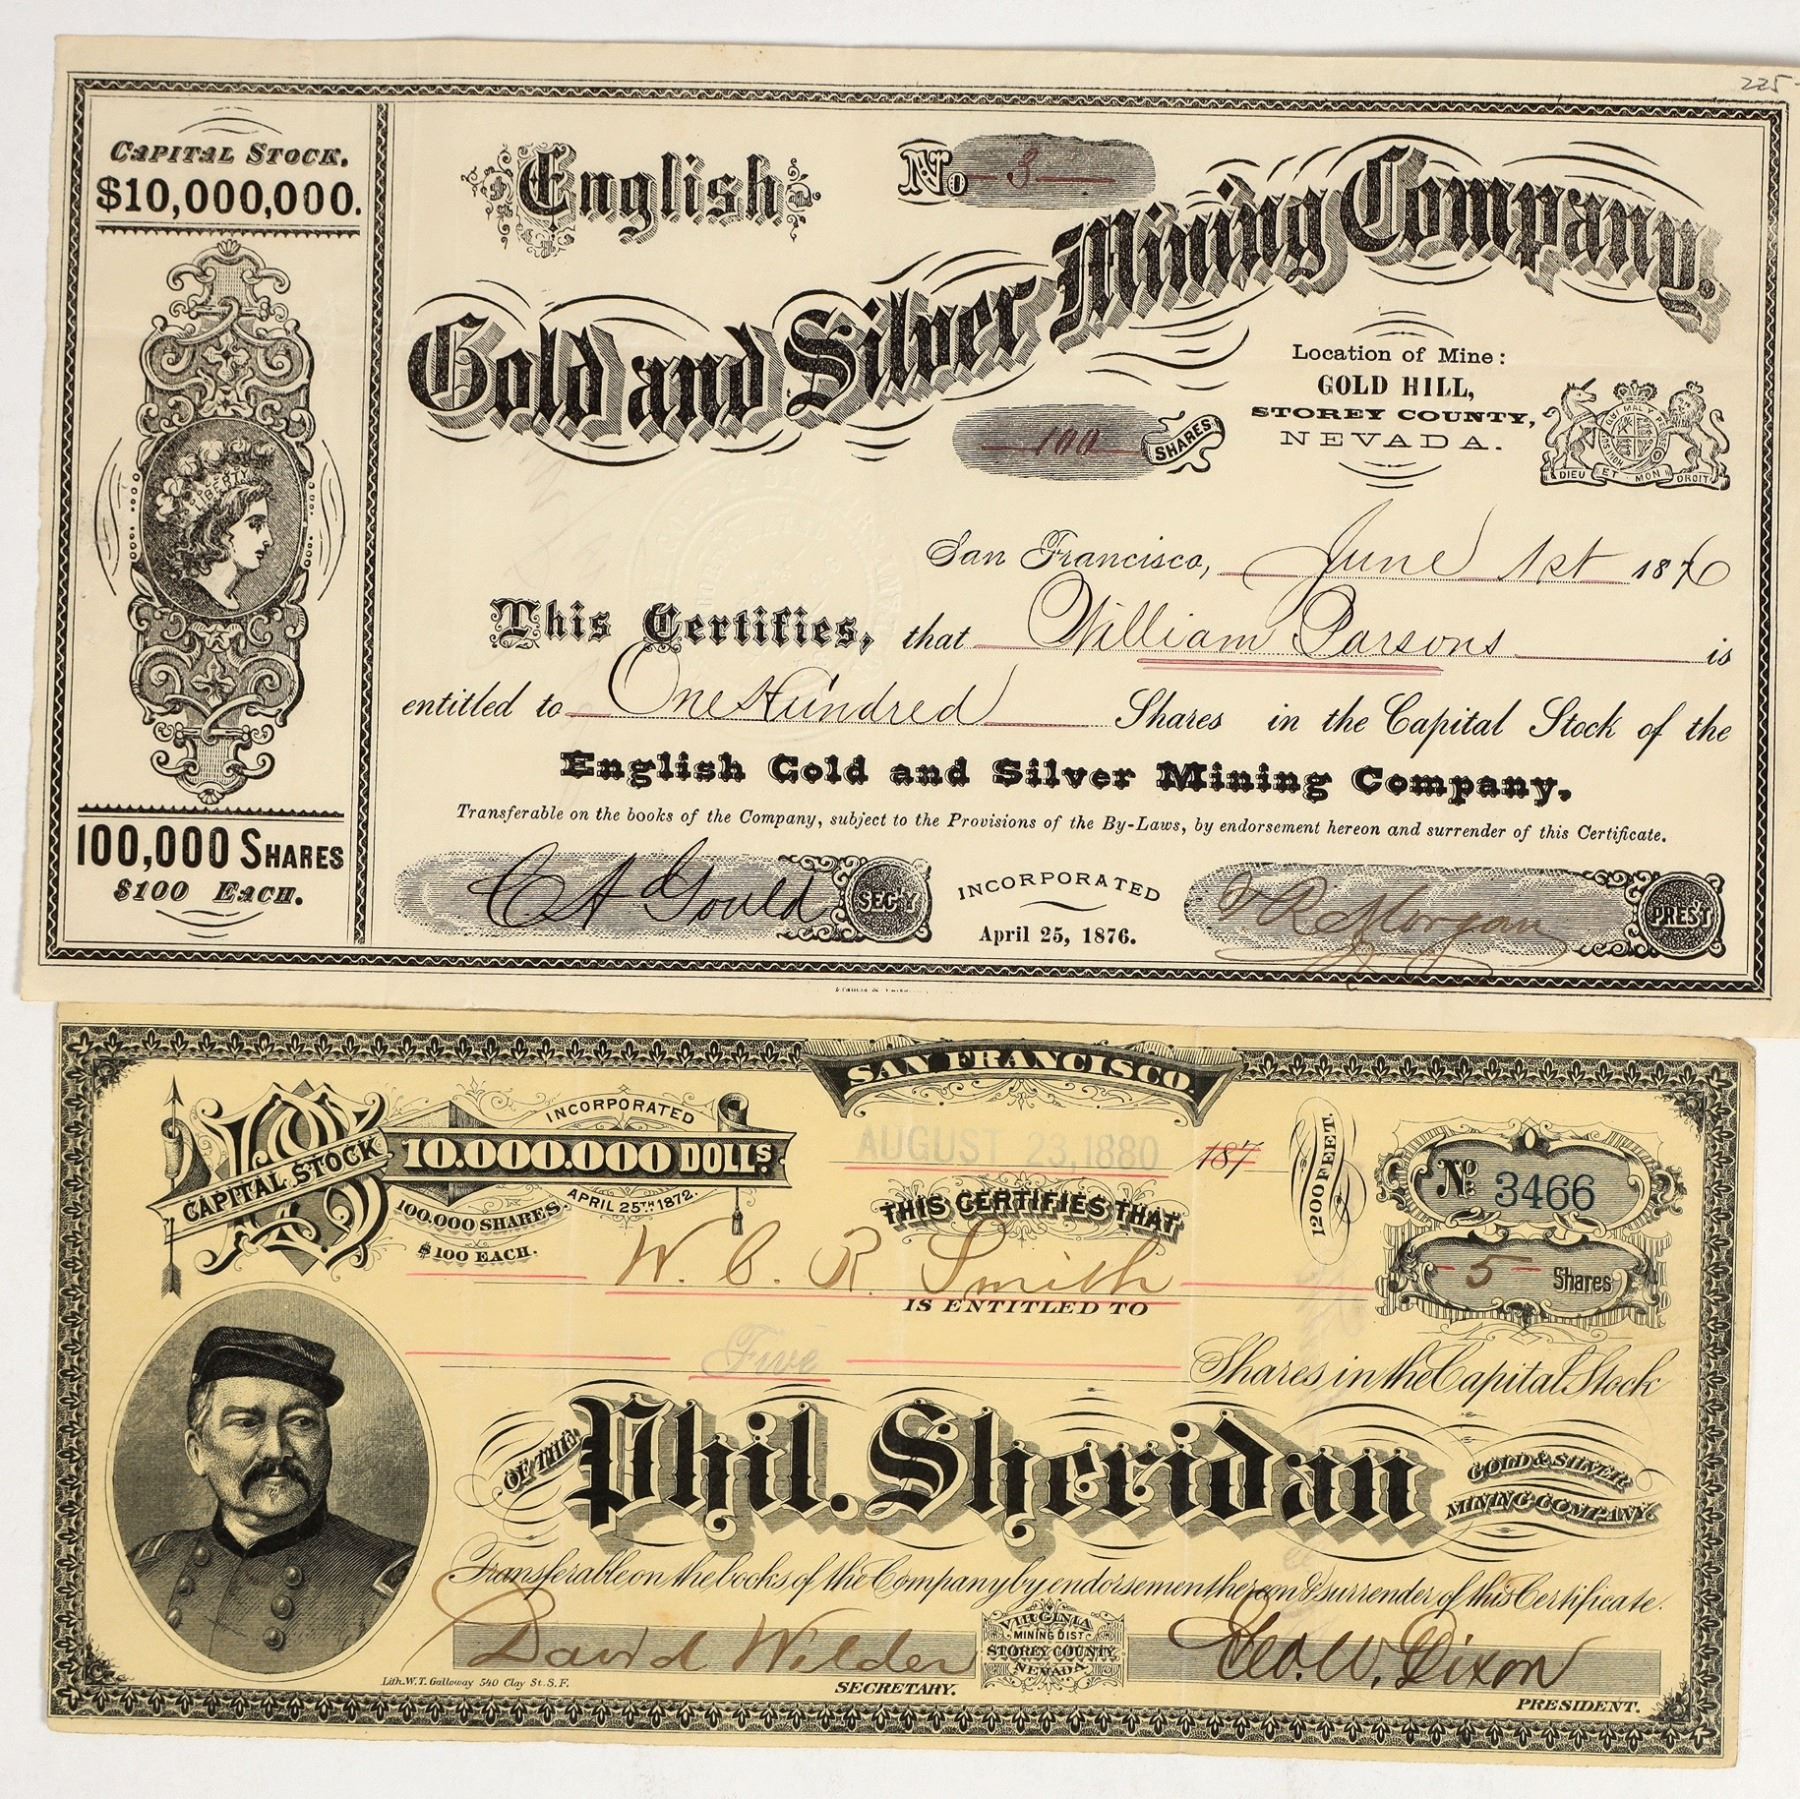 225-
CAPITAL STOCK.
$10,000,000.
LIBERTY
100,000 SHARES
$100 EACH.
English
No 3
Gold and Silver Mining Company.
100 SHARES
Location of Mine:
GOLD HILL,
STOREY COUNTY,
NEVADA.
HONI SOIT QUI MAL Y PENSE
DIEU ET MON DROIT
San Francisco, June 1st 1876
This Certifies, that William Parsons is
entitled to One Hundred Shares in the Capital Stock of the
English Gold and Silver Mining Company,
Transferable on the books of the Company, subject to the Provisions of the By-Laws, by endorsement hereon and surrender of this Certificate.
C A Gould SEC'Y
INCORPORATED
April 25, 1876.
R Morgan PREST
SAN FRANCISCO
CAPITAL STOCK 10.000.000 DOLLS.
INCORPORATED
APRIL 25TH 1872.
100.000 SHARES.
$100 EACH.
AUGUST 23, 1880 187
1200 FEET.
No 3466
5 Shares
THIS CERTIFIES THAT
W. C. R. Smith
IS ENTITLED TO
Five Shares in the Capital Stock
OF THE Phil. Sheridan GOLD & SILVER
MINING COMPANY.
Transferable on the books of the Company by endorsement hereon & surrender of this Certificate.
David Wilder
SECRETARY.
VIRGINIA
MINING DIST.
STOREY COUNTY
NEVADA
Geo. W. Dixon
PRESIDENT.
Lith. W. T. Galloway 540 Clay St. S. F.